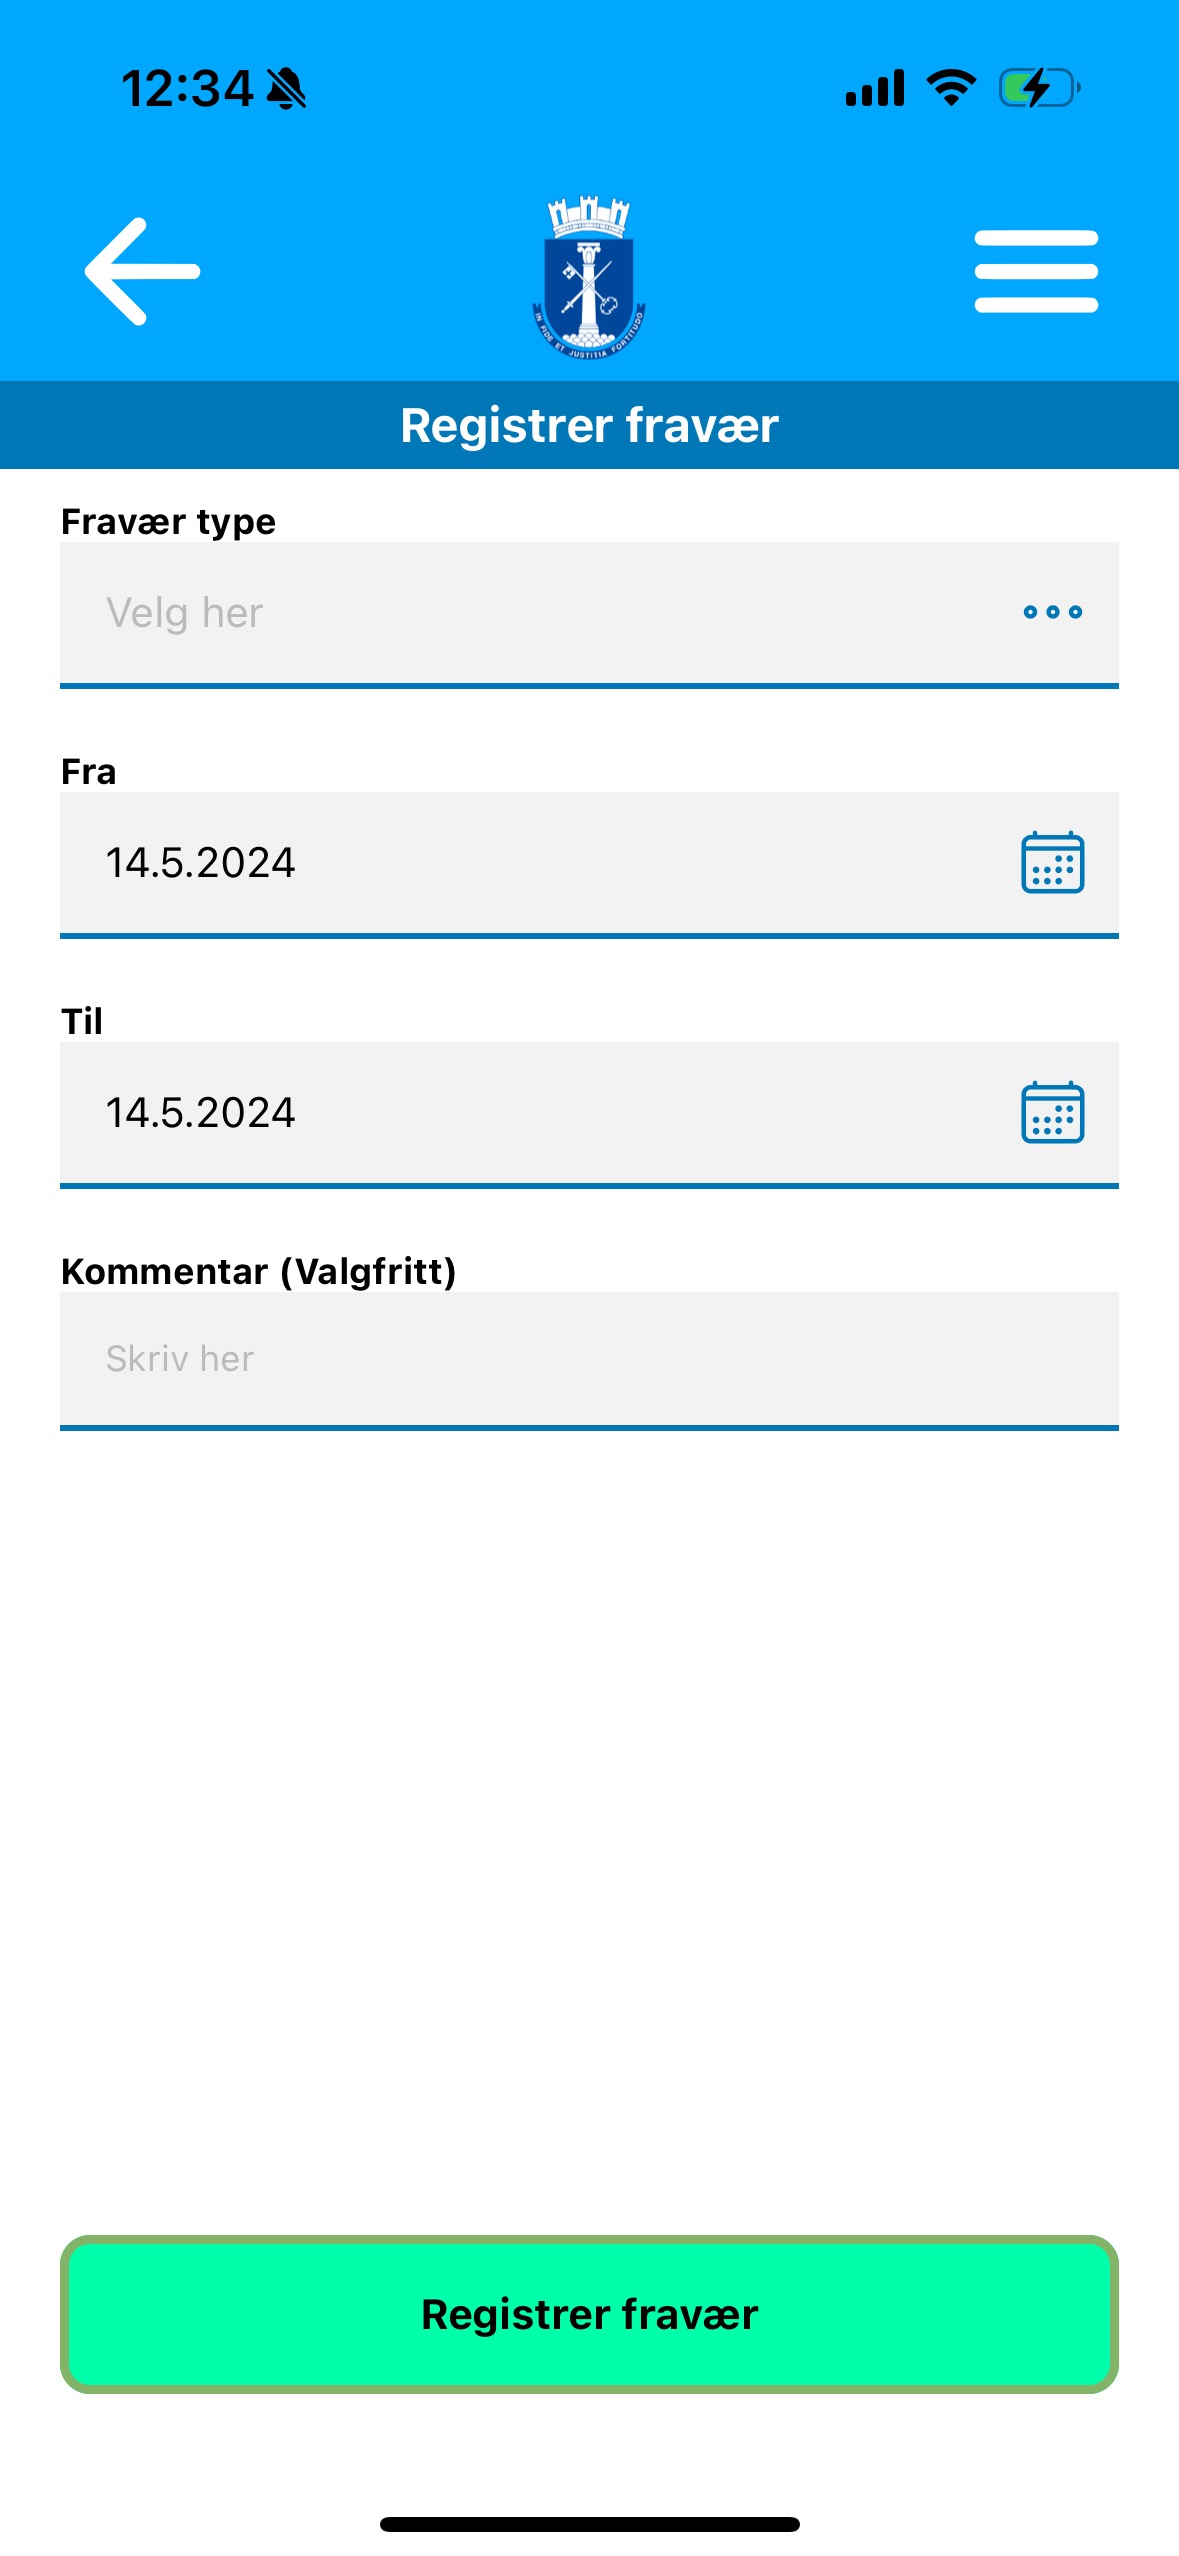 12:34
IN FIDE ET JUSTITIA FORTITUDO
Registrer fravær
Fravær type
Velg her
Fra
14.5.2024
Til
14.5.2024
Kommentar (Valgfritt)
Skriv her
Registrer fravær